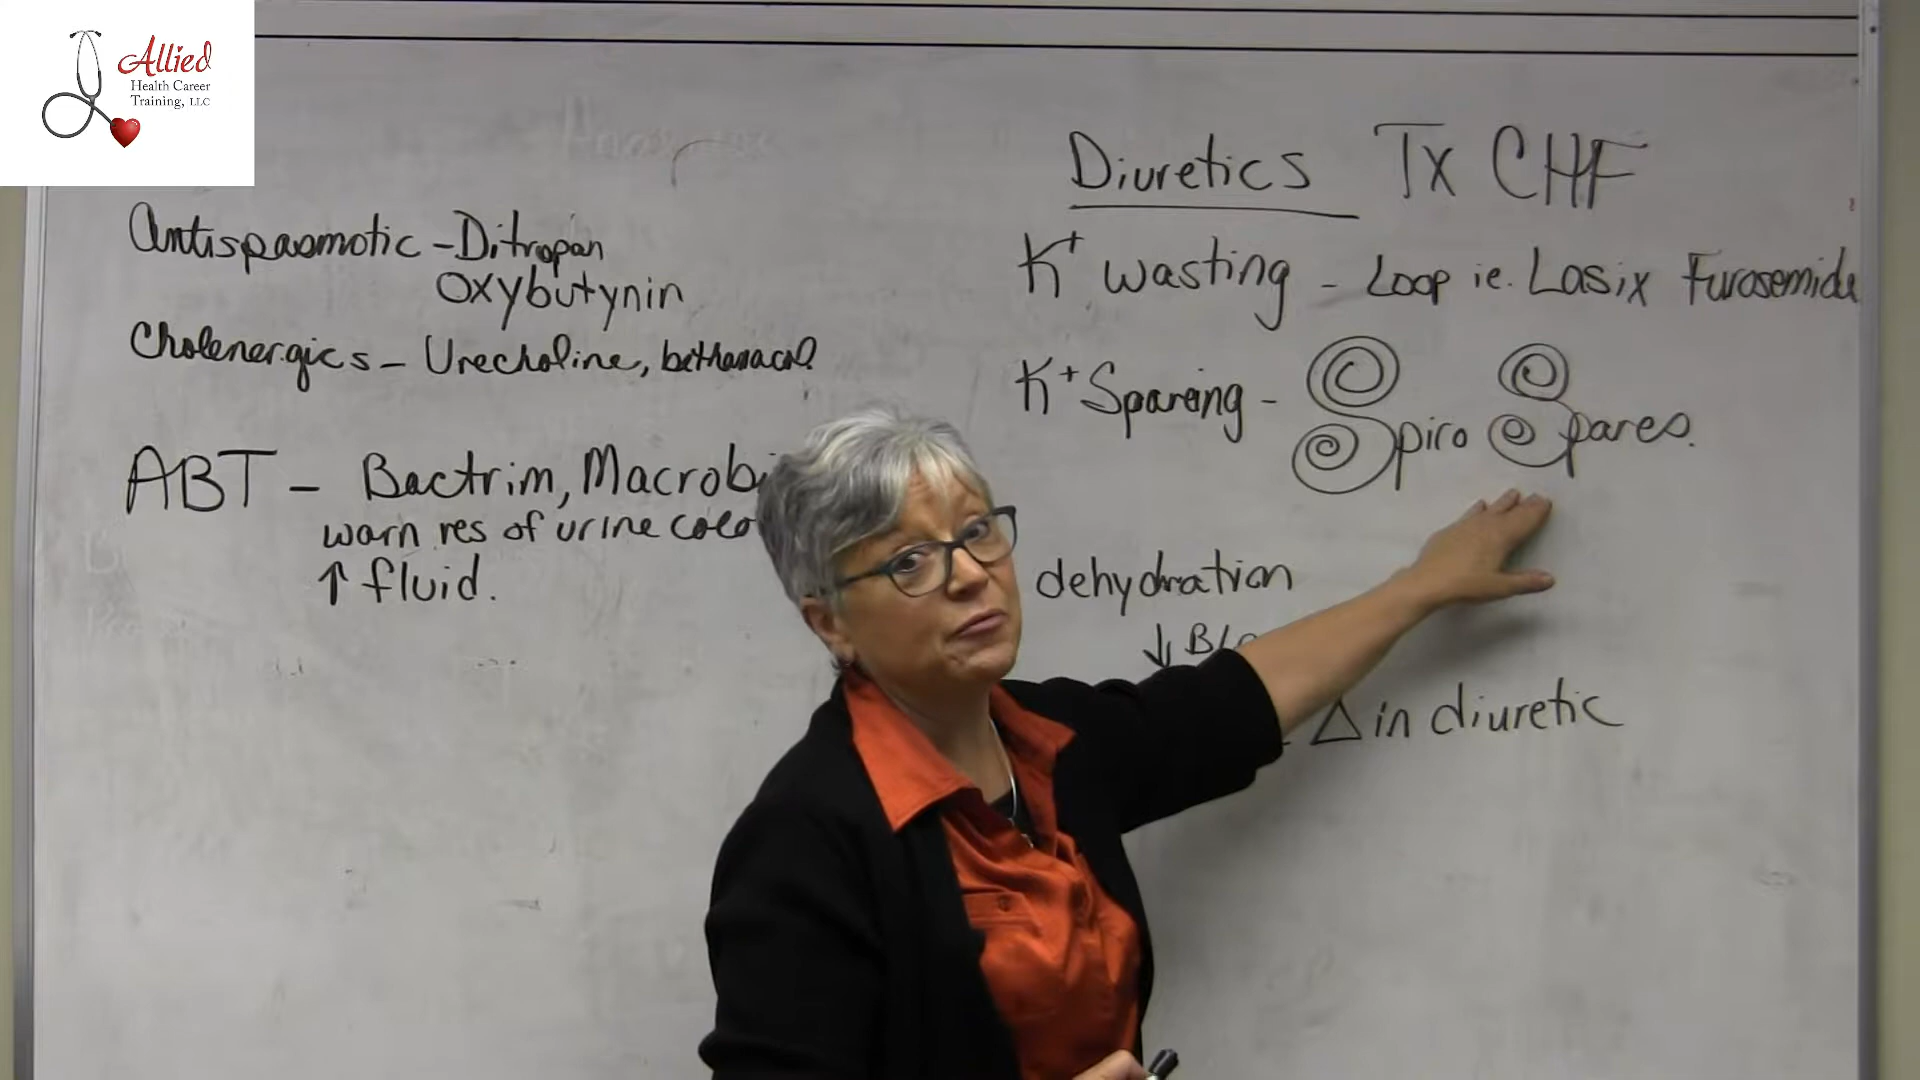 Allied
Health Career
Training, LLC
Antispasmotic - Ditropan
Oxybutynin
Cholenergics - Urecholine, bethanacol
ABT - Bactrim, Macrobi
warn res of urine colo
↑ fluid.
Diuretics Tx CHF
K+ wasting - Loop ie. Lasix Furosemide
K+ Spareing - Spiro Spares.
dehydration
↓ B/
Δ in diuretic